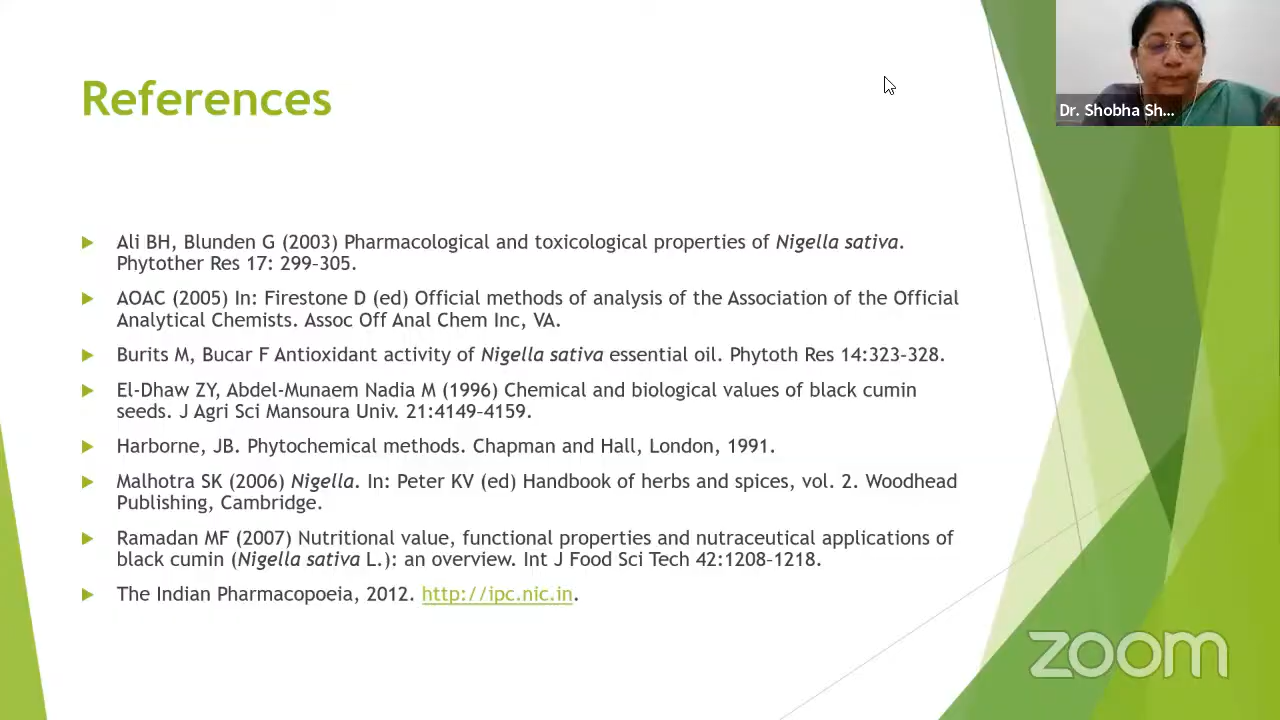 References
Dr. Shobha Sh...
Ali BH, Blunden G (2003) Pharmacological and toxicological properties of Nigella sativa.
Phytother Res 17: 299–305.
AOAC (2005) In: Firestone D (ed) Official methods of analysis of the Association of the Official
Analytical Chemists. Assoc Off Anal Chem Inc, VA.
Burits M, Bucar F Antioxidant activity of Nigella sativa essential oil. Phytoth Res 14:323–328.
El-Dhaw ZY, Abdel-Munaem Nadia M (1996) Chemical and biological values of black cumin
seeds. J Agri Sci Mansoura Univ. 21:4149–4159.
Harborne, JB. Phytochemical methods. Chapman and Hall, London, 1991.
Malhotra SK (2006) Nigella. In: Peter KV (ed) Handbook of herbs and spices, vol. 2. Woodhead
Publishing, Cambridge.
Ramadan MF (2007) Nutritional value, functional properties and nutraceutical applications of
black cumin (Nigella sativa L.): an overview. Int J Food Sci Tech 42:1208–1218.
The Indian Pharmacopoeia, 2012. http://ipc.nic.in.
zoom